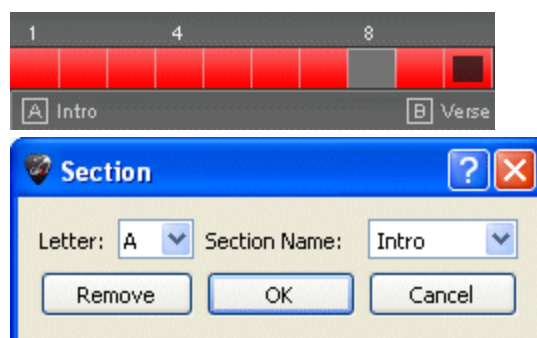 1 4 8
A Intro B Verse
Section ?
Letter: A Section Name: Intro
Remove OK Cancel